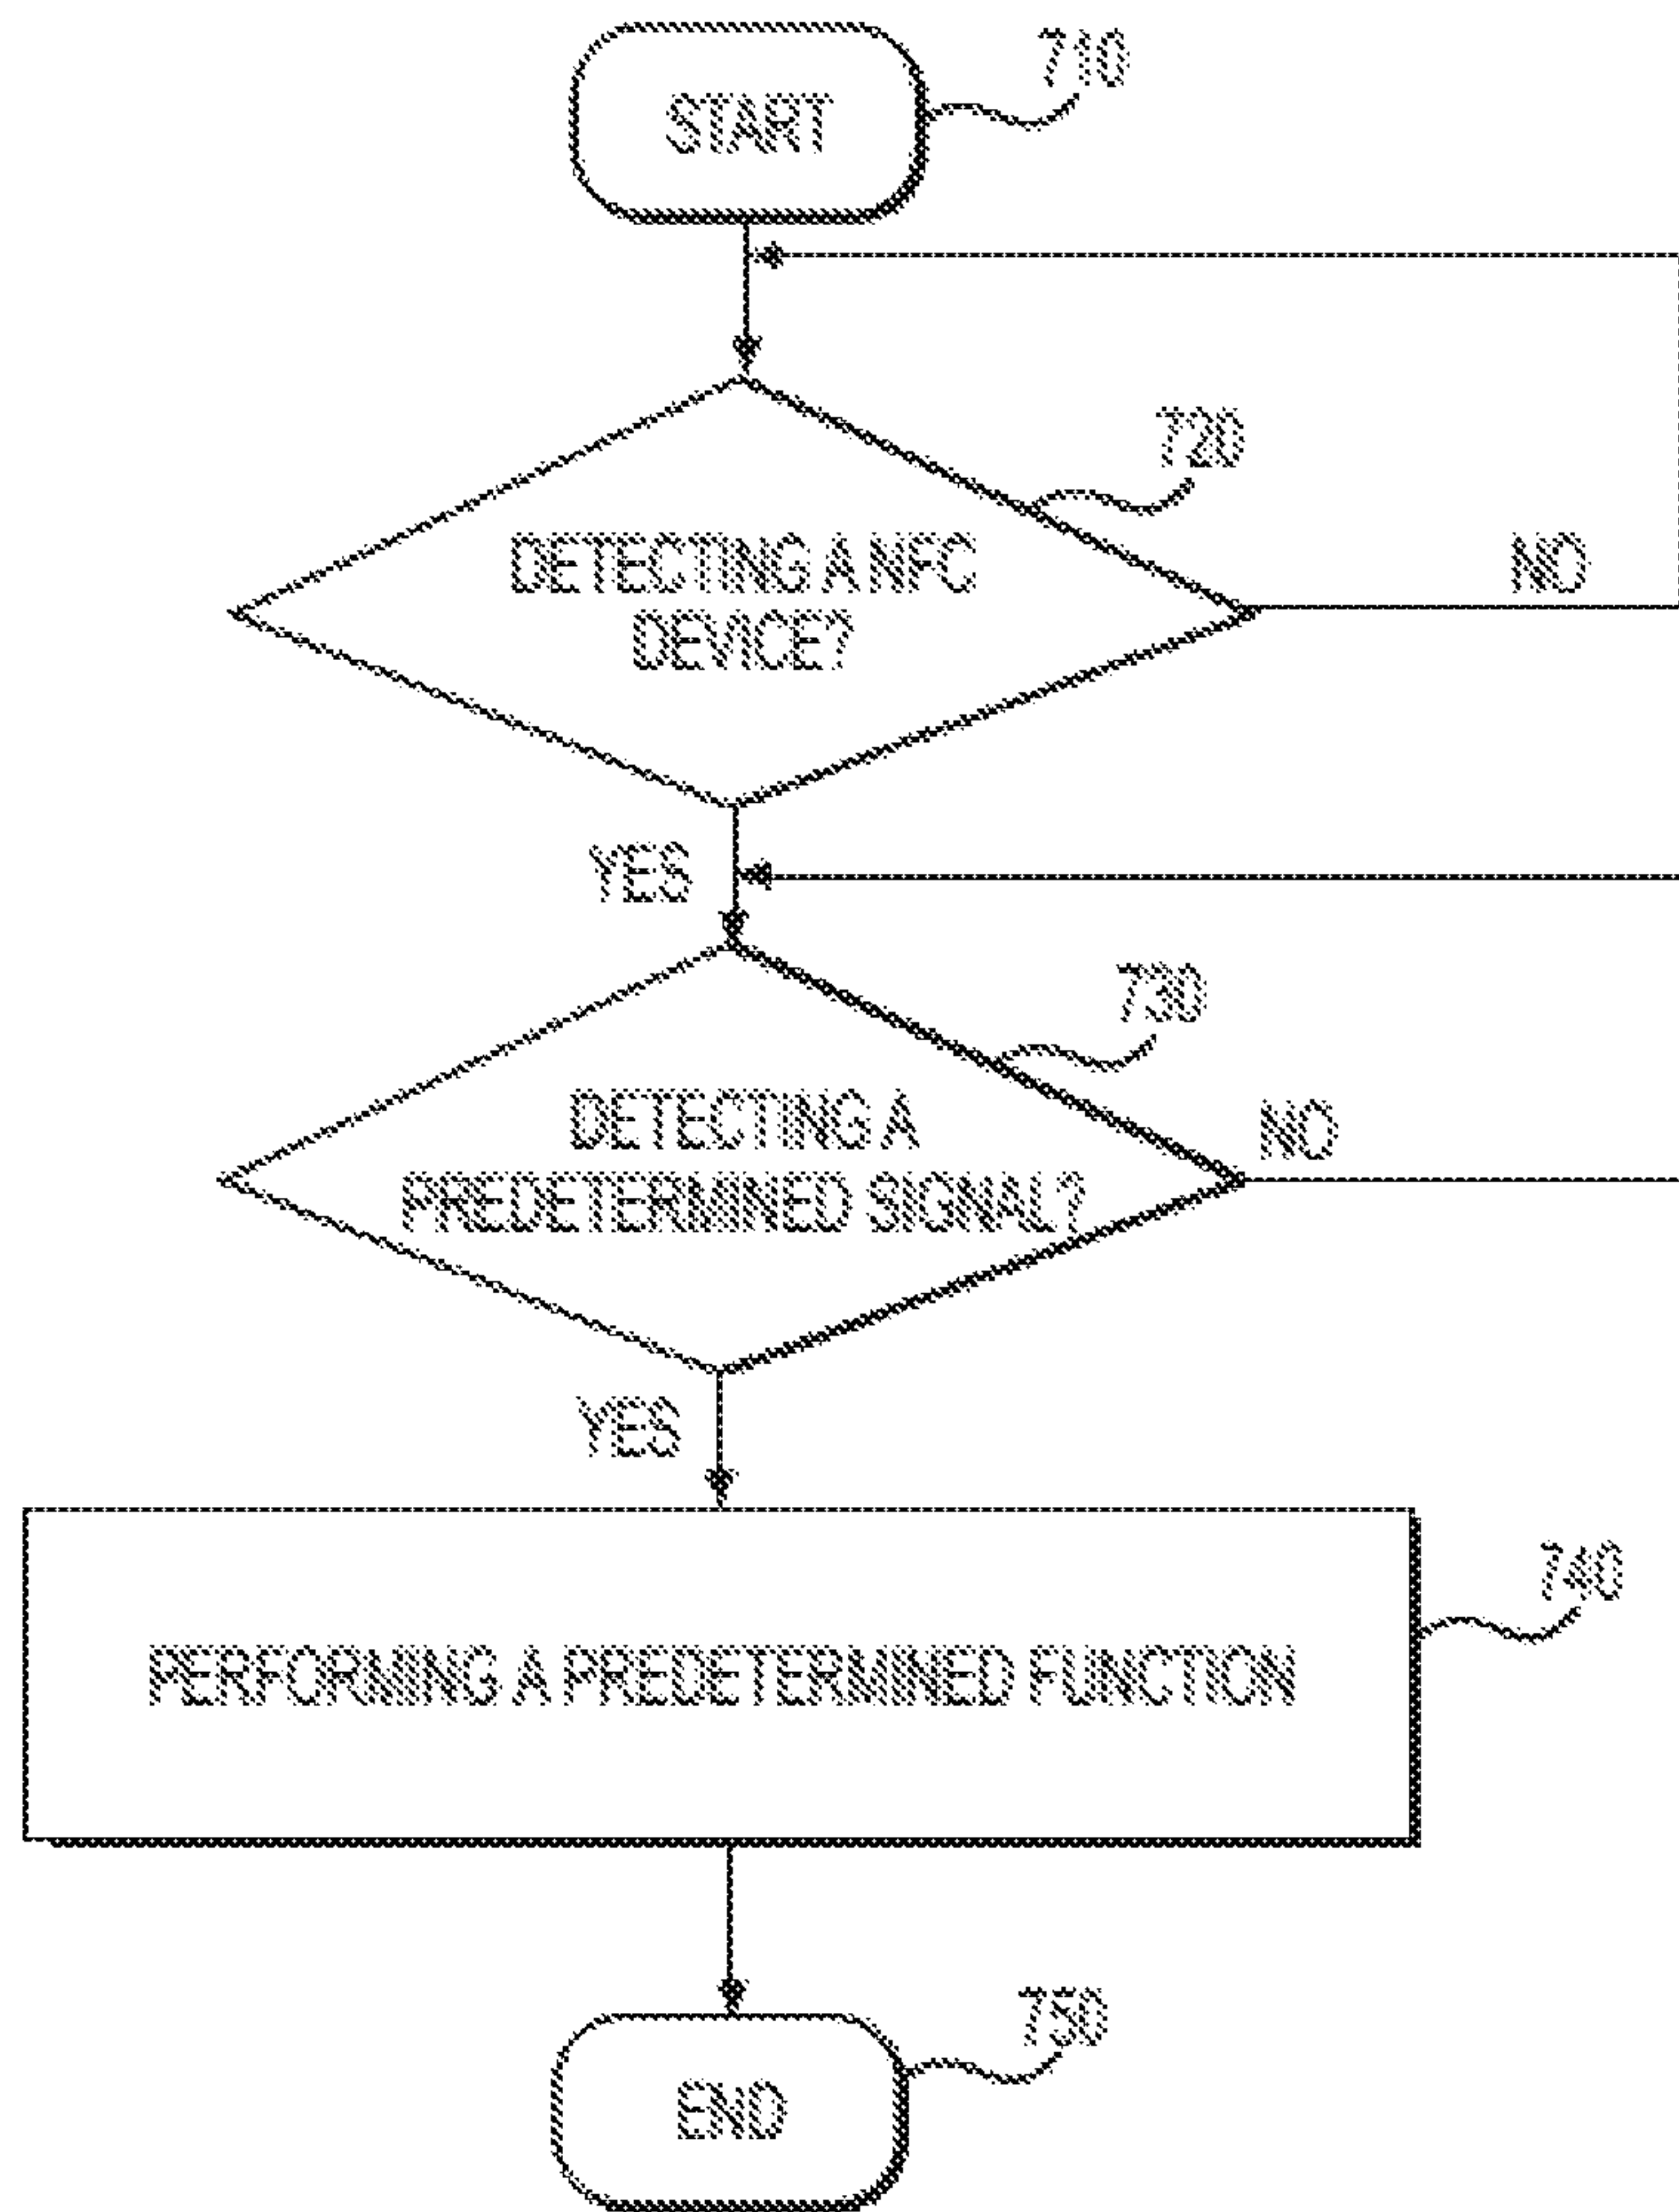 710
START
720
DETECTING A NFC
DEVICE?
NO
YES
730
DETECTING A
PREDETERMINED SIGNAL?
NO
YES
740
PERFORMING A PREDETERMINED FUNCTION
750
END